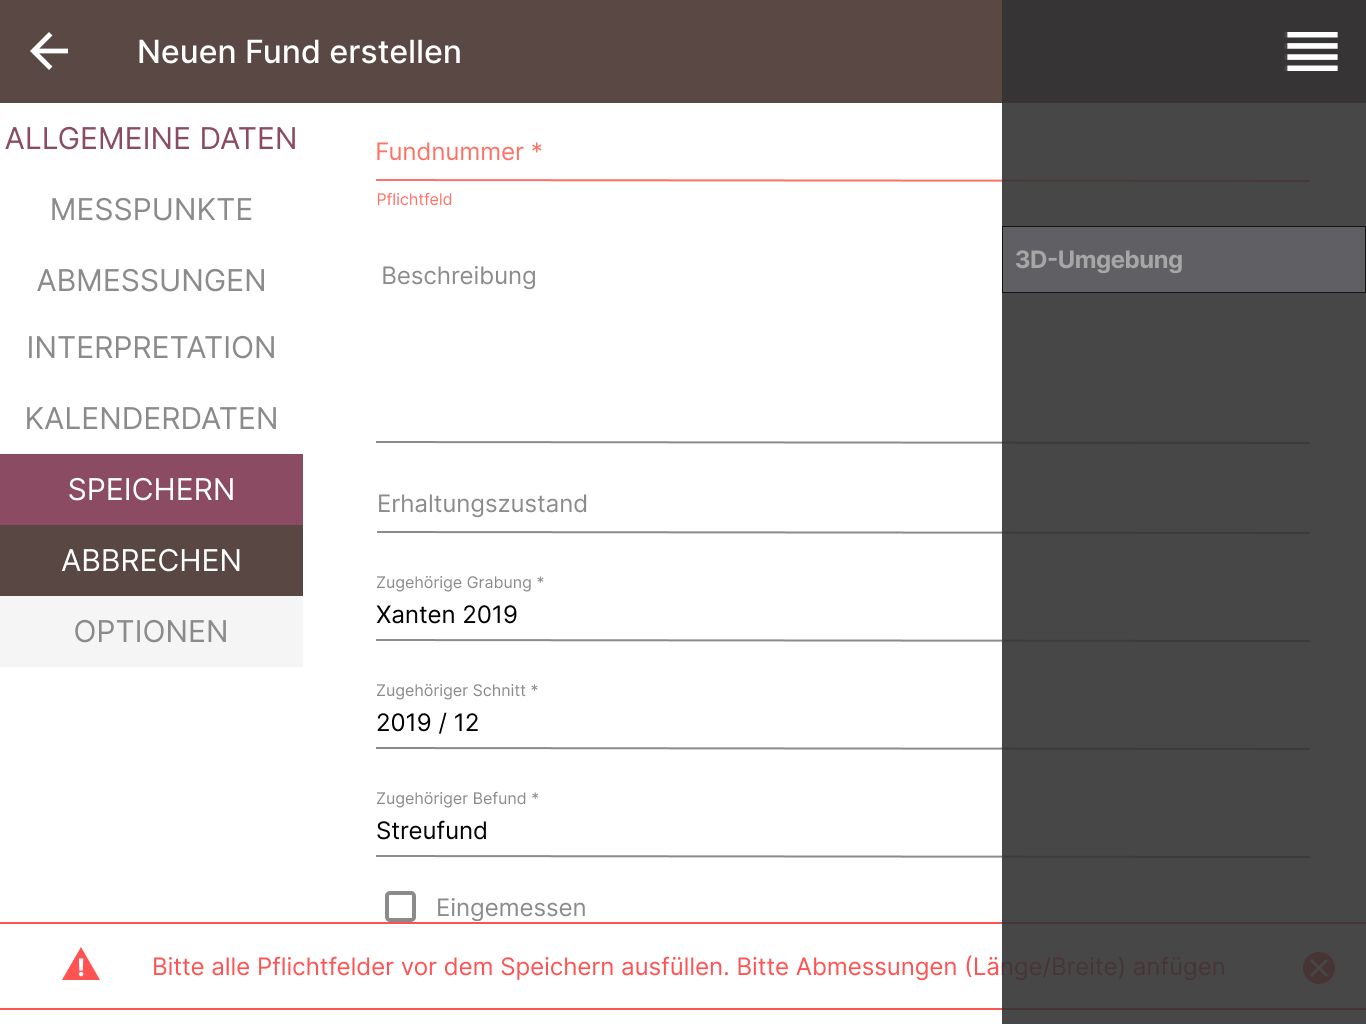 Neuen Fund erstellen
ALLGEMEINE DATEN
MESSPUNKTE
ABMESSUNGEN
INTERPRETATION
KALENDERDATEN
SPEICHERN
ABBRECHEN
OPTIONEN
Fundnummer *
Pflichtfeld
Beschreibung
Erhaltungszustand
Zugehörige Grabung *
Xanten 2019
Zugehöriger Schnitt *
2019 / 12
Zugehöriger Befund *
Streufund
Eingemessen
3D-Umgebung
Bitte alle Pflichtfelder vor dem Speichern ausfüllen. Bitte Abmessungen (Länge/Breite) anfügen